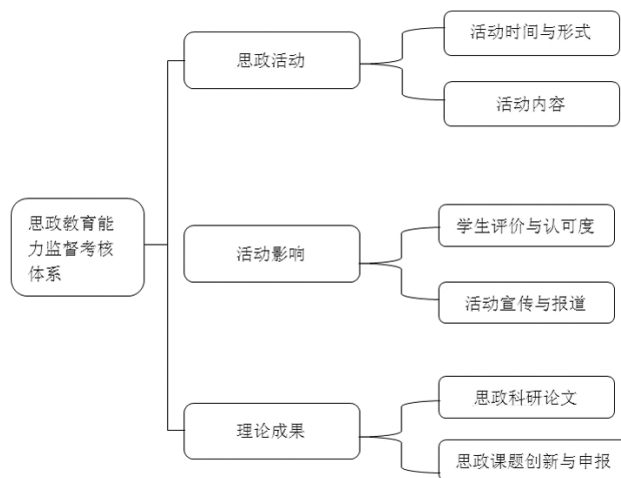 思政教育能
力监督考核
体系
思政活动
活动时间与形式
活动内容
活动影响
学生评价与认可度
活动宣传与报道
理论成果
思政科研论文
思政课题创新与申报